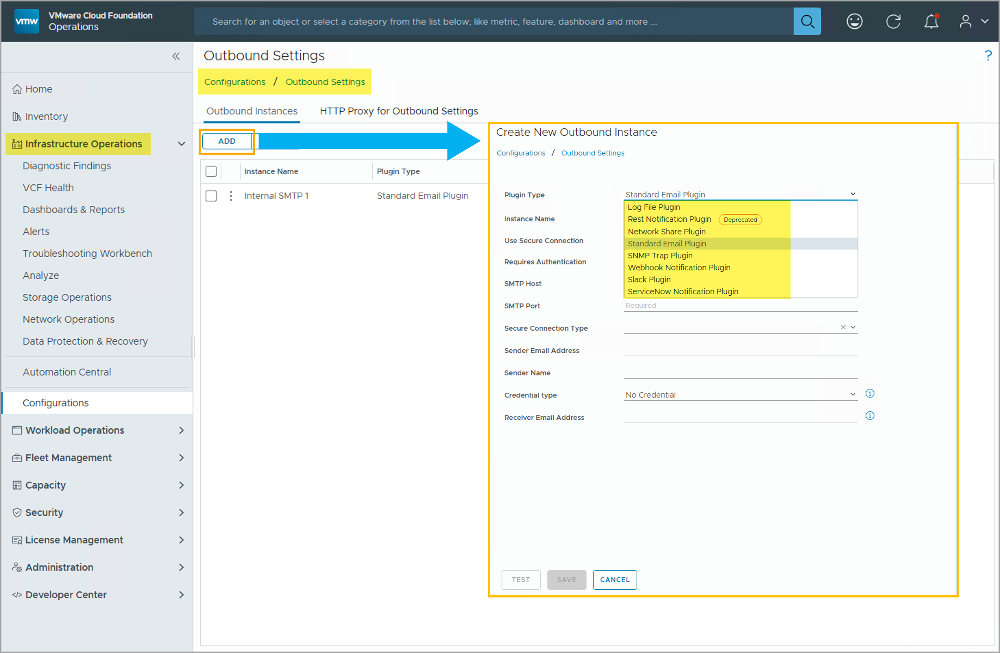 vmw
VMware Cloud Foundation
Operations
Search for an object or select a category from the list below; like metric, feature, dashboard and more ...
Home
Inventory
Infrastructure Operations
Diagnostic Findings
VCF Health
Dashboards & Reports
Alerts
Troubleshooting Workbench
Analyze
Storage Operations
Network Operations
Data Protection & Recovery
Automation Central
Configurations
Workload Operations
Fleet Management
Capacity
Security
License Management
Administration
Developer Center
Outbound Settings
?
Configurations / Outbound Settings
Outbound Instances HTTP Proxy for Outbound Settings
ADD
Instance Name Plugin Type
Internal SMTP 1 Standard Email Plugin
Create New Outbound Instance
Configurations / Outbound Settings
Plugin Type Standard Email Plugin
Log File Plugin
Rest Notification Plugin Deprecated
Network Share Plugin
Standard Email Plugin
SNMP Trap Plugin
Webhook Notification Plugin
Slack Plugin
ServiceNow Notification Plugin
Instance Name
Use Secure Connection
Requires Authentication
SMTP Host
SMTP Port Required
Secure Connection Type
Sender Email Address
Sender Name
Credential type No Credential
Receiver Email Address
TEST SAVE CANCEL